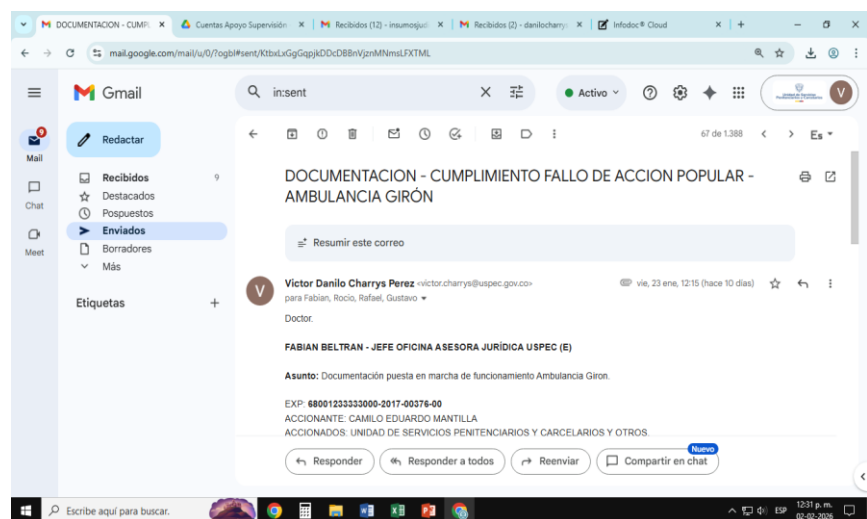 DOCUMENTACION - CUMPL
Cuentas Apoyo Supervisión
Recibidos (12) - insumosjud
Recibidos (2) - danilocharry
Infodoc® Cloud
mail.google.com/mail/u/0/?ogbl#sent/KtbxLxGgGqpjkDDcDBBnVjznMNmsLFXTML
Gmail
in:sent
Activo
Mail
Chat
Meet
Redactar
Recibidos 9
Destacados
Pospuestos
Enviados
Borradores
Más
Etiquetas
67 de 1.388
Es
DOCUMENTACION - CUMPLIMIENTO FALLO DE ACCION POPULAR -
AMBULANCIA GIRÓN
Resumir este correo
Victor Danilo Charrys Perez <victor.charrys@uspec.gov.co> vie, 23 ene, 12:15 (hace 10 días)
para Fabian, Rocio, Rafael, Gustavo
Doctor.
FABIAN BELTRAN - JEFE OFICINA ASESORA JURÍDICA USPEC (E)
Asunto: Documentación puesta en marcha de funcionamiento Ambulancia Giron.
EXP: 68001233333000-2017-00376-00
ACCIONANTE: CAMILO EDUARDO MANTILLA
ACCIONADOS: UNIDAD DE SERVICIOS PENITENCIARIOS Y CARCELARIOS Y OTROS.
Nuevo
Responder
Responder a todos
Reenviar
Compartir en chat
Escribe aquí para buscar.
ESP
12:31 p. m.
02-02-2026